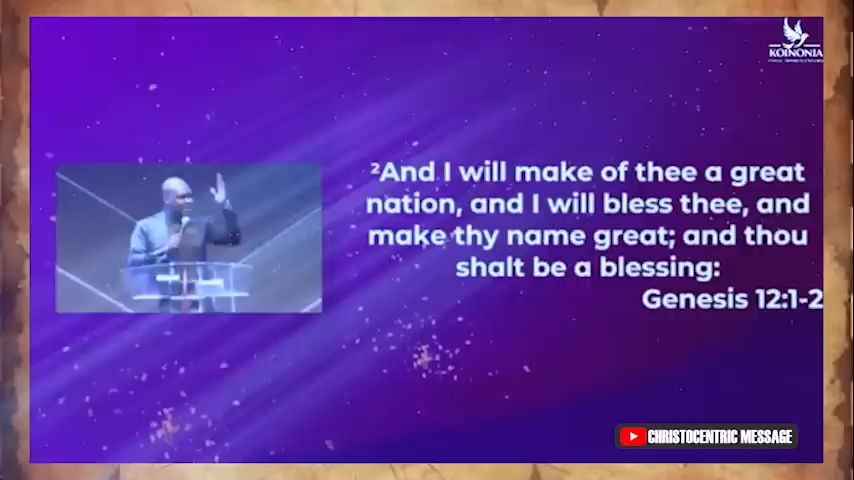 KOINONIA
²And I will make of thee a great
nation, and I will bless thee, and
make thy name great; and thou
shalt be a blessing:
Genesis 12:1-2
CHRISTOCENTRIC MESSAGE